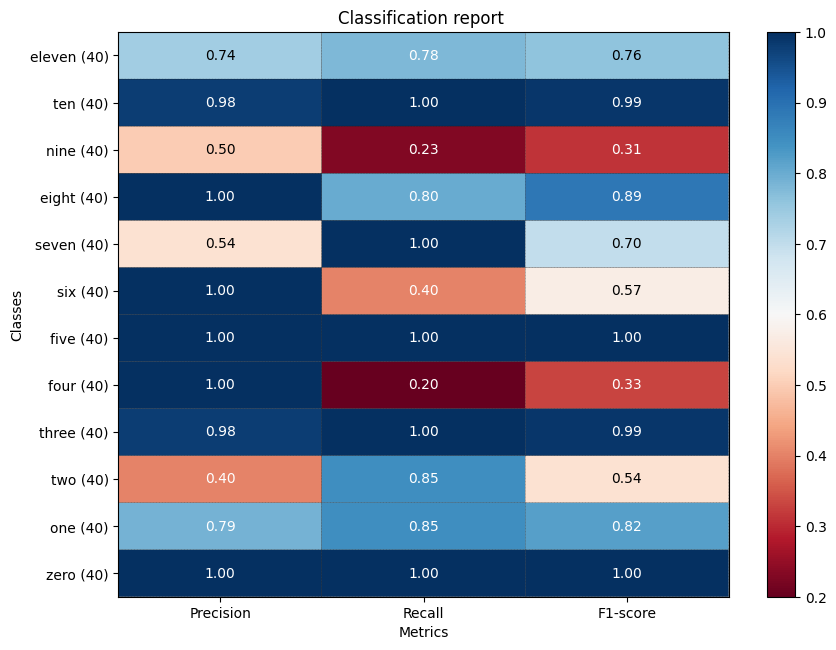 Classification report
eleven (40) 0.74 0.78 0.76
ten (40) 0.98 1.00 0.99
nine (40) 0.50 0.23 0.31
eight (40) 1.00 0.80 0.89
seven (40) 0.54 1.00 0.70
six (40) 1.00 0.40 0.57
five (40) 1.00 1.00 1.00
four (40) 1.00 0.20 0.33
three (40) 0.98 1.00 0.99
two (40) 0.40 0.85 0.54
one (40) 0.79 0.85 0.82
zero (40) 1.00 1.00 1.00
Classes
Precision Recall F1-score
Metrics
1.0
0.9
0.8
0.7
0.6
0.5
0.4
0.3
0.2